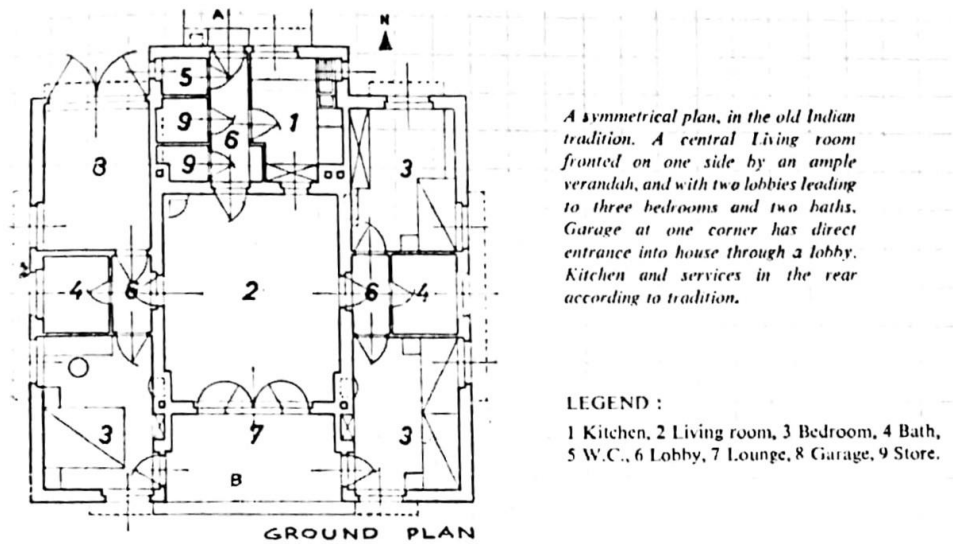 A
N
5
9
6
1
8
9
3
4
6
2
6
4
3
7
3
B
GROUND PLAN
A symmetrical plan, in the old Indian
tradition. A central Living room
fronted on one side by an ample
verandah, and with two lobbies leading
to three bedrooms and two baths.
Garage at one corner has direct
entrance into house through a lobby.
Kitchen and services in the rear
according to tradition.
LEGEND :
1 Kitchen, 2 Living room, 3 Bedroom, 4 Bath,
5 W.C., 6 Lobby, 7 Lounge, 8 Garage, 9 Store.